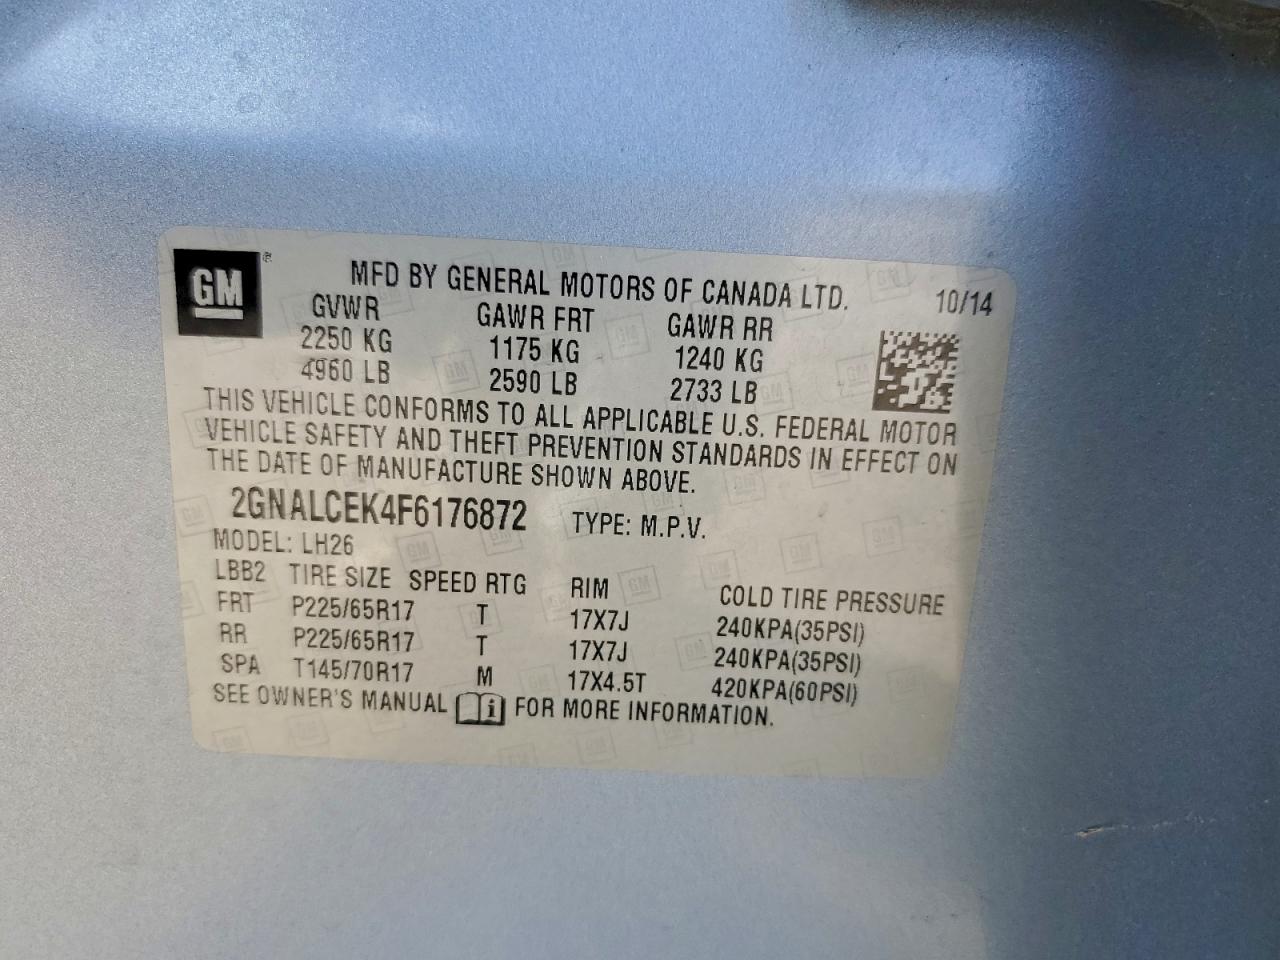 GM
MFD BY GENERAL MOTORS OF CANADA LTD. 10/14
GVWR GAWR FRT GAWR RR
2250 KG 1175 KG 1240 KG
4960 LB 2590 LB 2733 LB
THIS VEHICLE CONFORMS TO ALL APPLICABLE U.S. FEDERAL MOTOR
VEHICLE SAFETY AND THEFT PREVENTION STANDARDS IN EFFECT ON
THE DATE OF MANUFACTURE SHOWN ABOVE.
2GNALCEK4F6176872 TYPE: M.P.V.
MODEL: LH26
LBB2 TIRE SIZE SPEED RTG RIM COLD TIRE PRESSURE
FRT P225/65R17 T 17X7J 240KPA(35PSI)
RR P225/65R17 T 17X7J 240KPA(35PSI)
SPA T145/70R17 M 17X4.5T 420KPA(60PSI)
SEE OWNER'S MANUAL i FOR MORE INFORMATION.